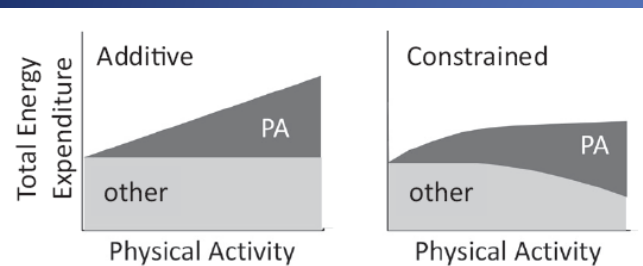 Additive
Total Energy
Expenditure
PA
other
Physical Activity
Constrained
PA
other
Physical Activity